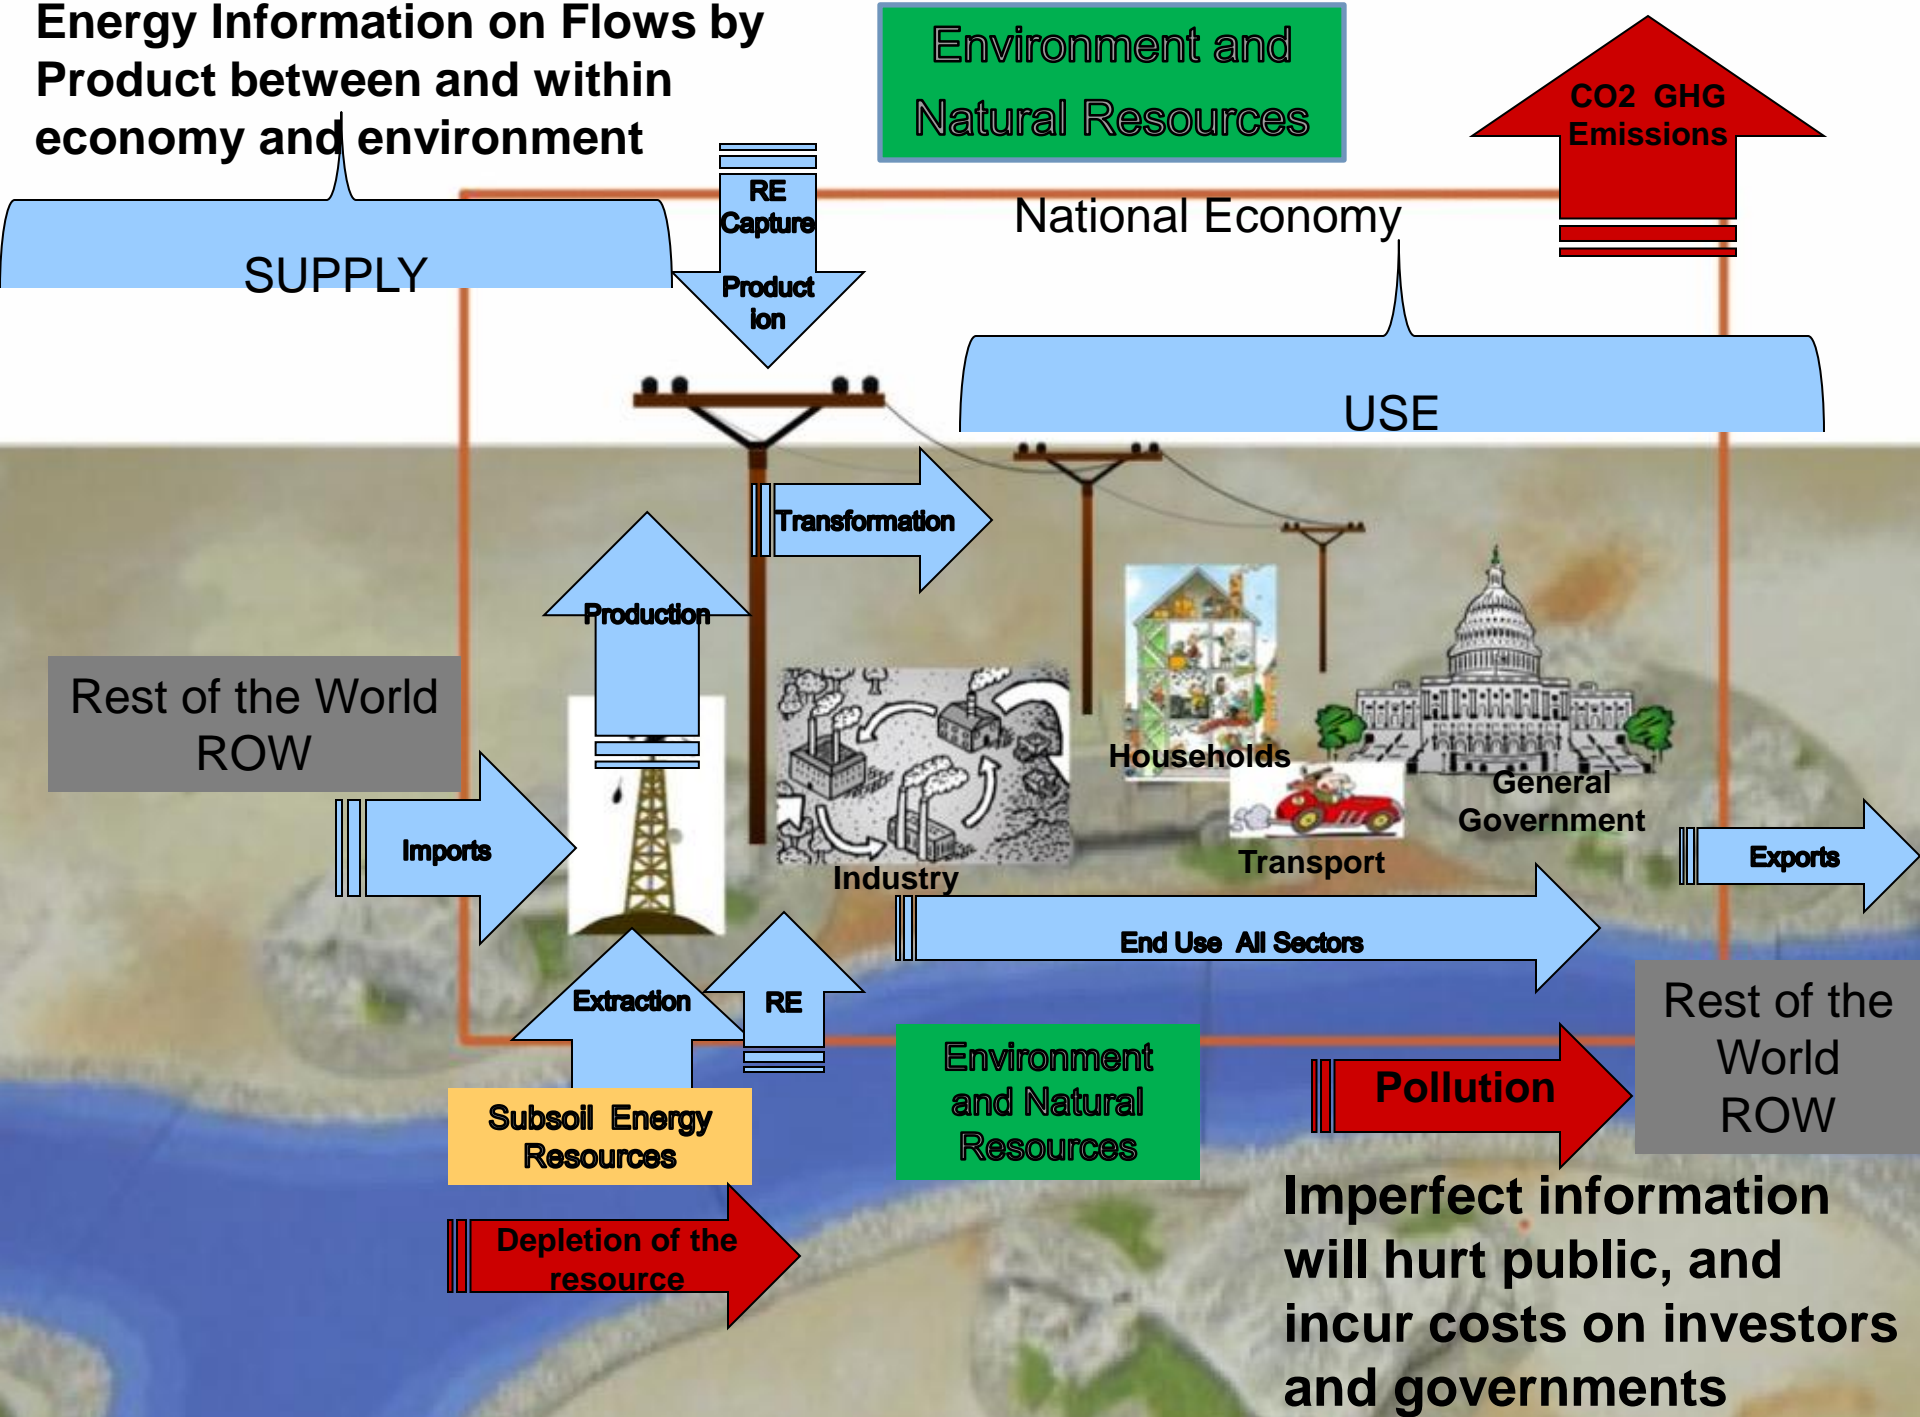 Energy Information on Flows by
Product between and within
economy and environment
Environment and
Natural Resources
CO2 GHG
Emissions
RE
Capture
Product
ion
National Economy
SUPPLY
USE
Transformation
Production
Rest of the World
ROW
Households
General
Government
Imports
Industry
Transport
Exports
End Use All Sectors
Extraction
RE
Rest of the
World
ROW
Environment
and Natural
Resources
Pollution
Subsoil Energy
Resources
Depletion of the
resource
Imperfect information
will hurt public, and
incur costs on investors
and governments